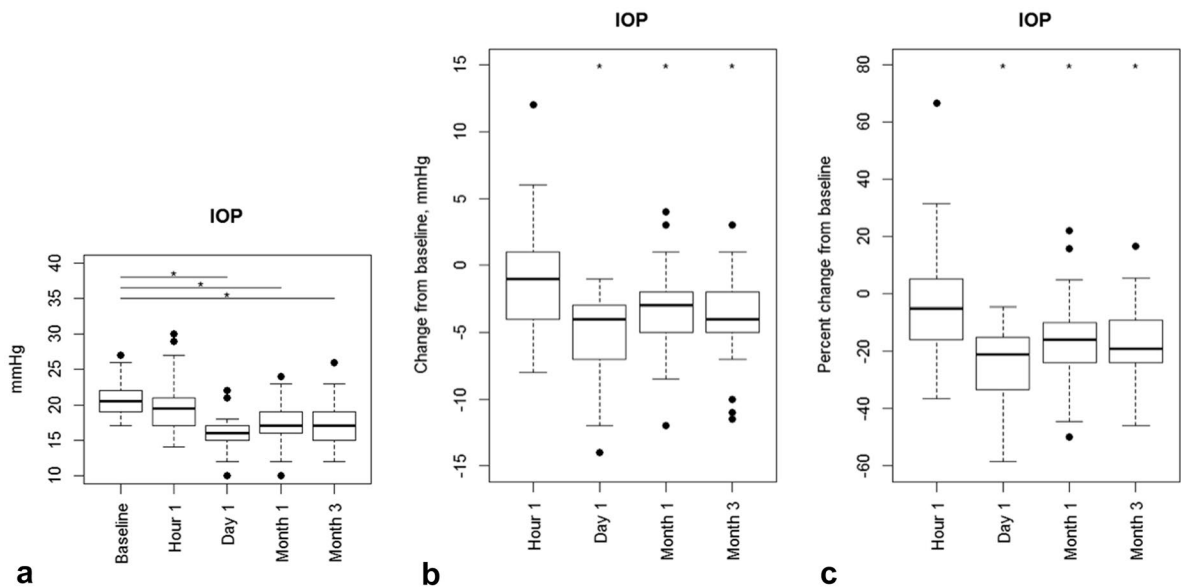 IOP
mmHg
40
35
30
25
20
15
10
*
*
*
Baseline
Hour 1
Day 1
Month 1
Month 3
a
IOP
Change from baseline, mmHg
15
10
5
0
-5
-10
-15
* * *
Hour 1
Day 1
Month 1
Month 3
b
IOP
Percent change from baseline
80
60
40
20
0
-20
-40
-60
* * *
Hour 1
Day 1
Month 1
Month 3
c